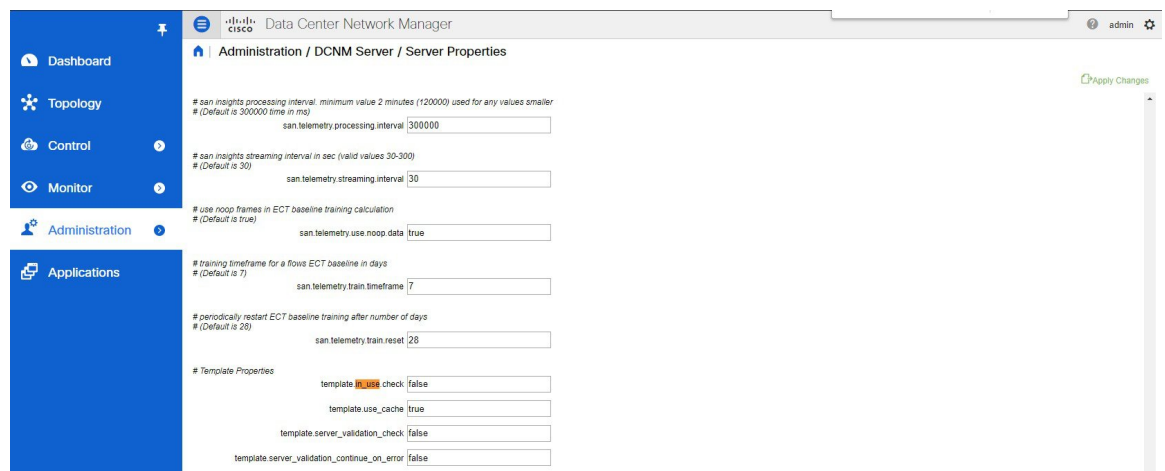 cisco Data Center Network Manager
admin
Administration / DCNM Server / Server Properties
Apply Changes
Dashboard
Topology
Control
Monitor
Administration
Applications
# san insights processing interval. minimum value 2 minutes (120000) used for any values smaller
# (Default is 300000 time in ms)
san.telemetry.processing.interval 300000
# san insights streaming interval in sec (valid values 30-300)
# (Default is 30)
san.telemetry.streaming.interval 30
# use noop frames in ECT baseline training calculation
# (Default is true)
san.telemetry.use.noop.data true
# training timeframe for a flows ECT baseline in days
# (Default is 7)
san.telemetry.train.timeframe 7
# periodically restart ECT baseline training after number of days
# (Default is 28)
san.telemetry.train.reset 28
# Template Properties
template.in_use.check false
template.use_cache true
template.server_validation_check false
template.server_validation_continue_on_error false